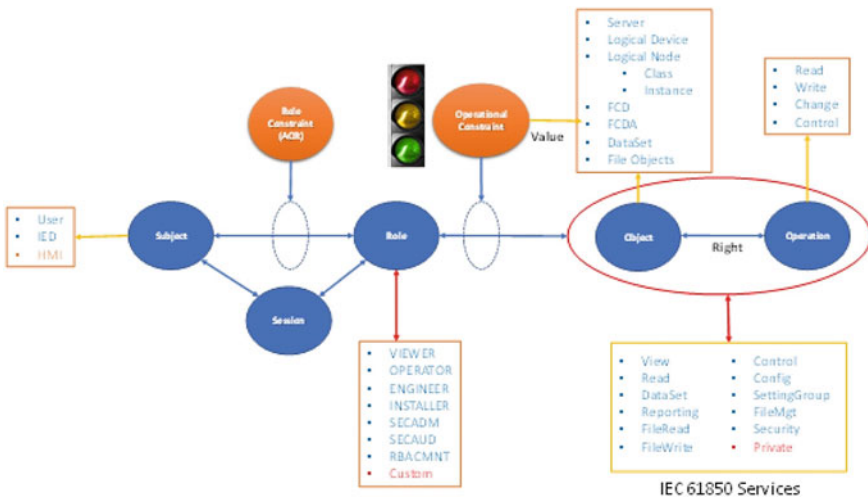 Server
Logical Device
Logical Node
Class
Instance
FCD
FCDA
DataSet
File Objects
Read
Write
Change
Control
Role
Constraint
(ACR)
Operational
Constraint
Value
User
IED
HMI
Subject
Role
Object
Right
Operation
Session
VIEWER
OPERATOR
ENGINEER
INSTALLER
SECADM
SECAUD
RBACMNT
Custom
View
Read
DataSet
Reporting
FileRead
FileWrite
Control
Config
SettingGroup
FileMgt
Security
Private
IEC 61850 Services